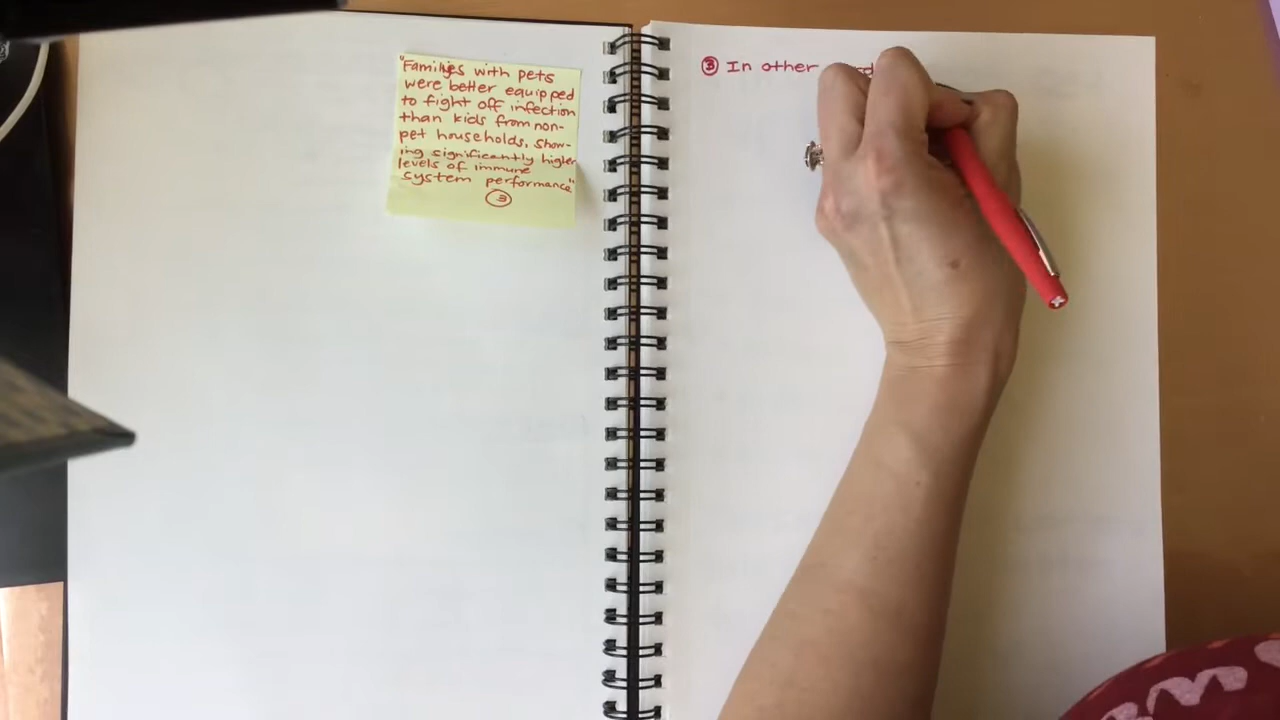 "Families with pets
were better equipped
to fight off infection
than kids from non-
pet households, show-
ing significantly higher
levels of immune
system performance"
3
3 In other